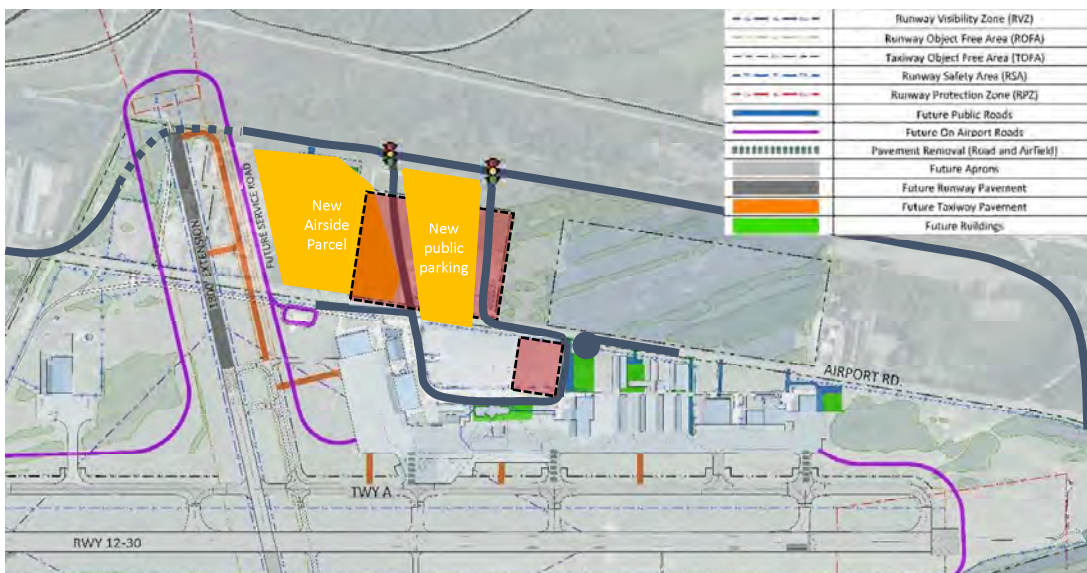 Runway Visibility Zone (RVZ)
Runway Object Free Area (ROFA)
Taxiway Object Free Area (TOFA)
Runway Safety Area (RSA)
Runway Protection Zone (RPZ)
Future Public Roads
Future On Airport Roads
Pavement Removal (Road and Airfield)
Future Aprons
Future Runway Pavement
Future Taxiway Pavement
Future Buildings
New
Airside
Parcel
New
public
parking
FUTURE SERVICE ROAD
EXTENSION
AIRPORT RD.
TWY A
RWY 12-30